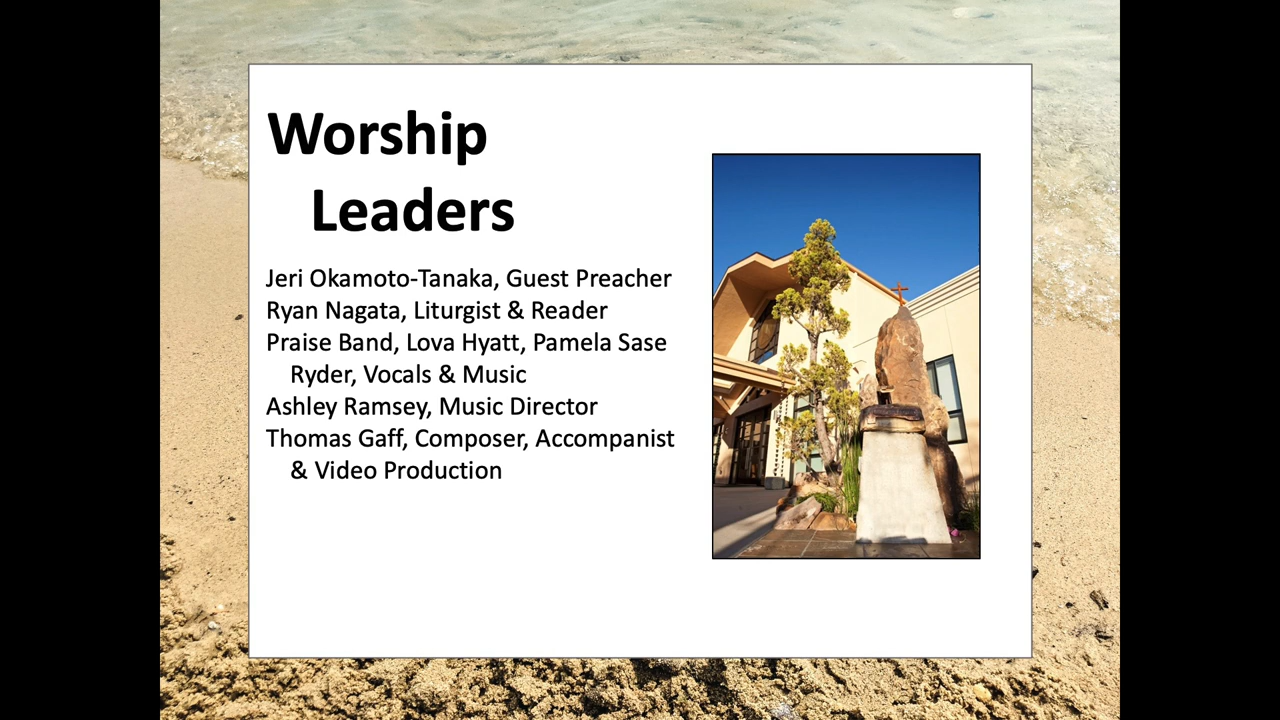 Worship
Leaders
Jeri Okamoto-Tanaka, Guest Preacher
Ryan Nagata, Liturgist & Reader
Praise Band, Lova Hyatt, Pamela Sase
Ryder, Vocals & Music
Ashley Ramsey, Music Director
Thomas Gaff, Composer, Accompanist
& Video Production